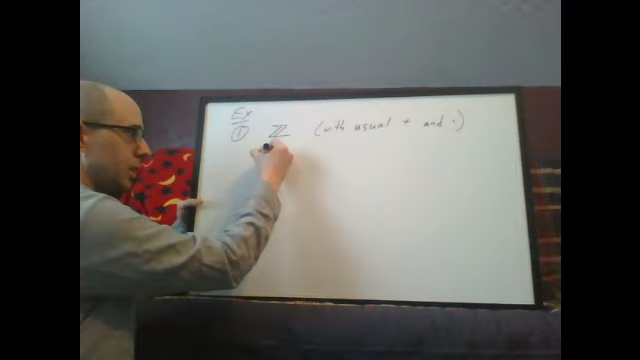 Ex
① ℤ (with usual + and ·)